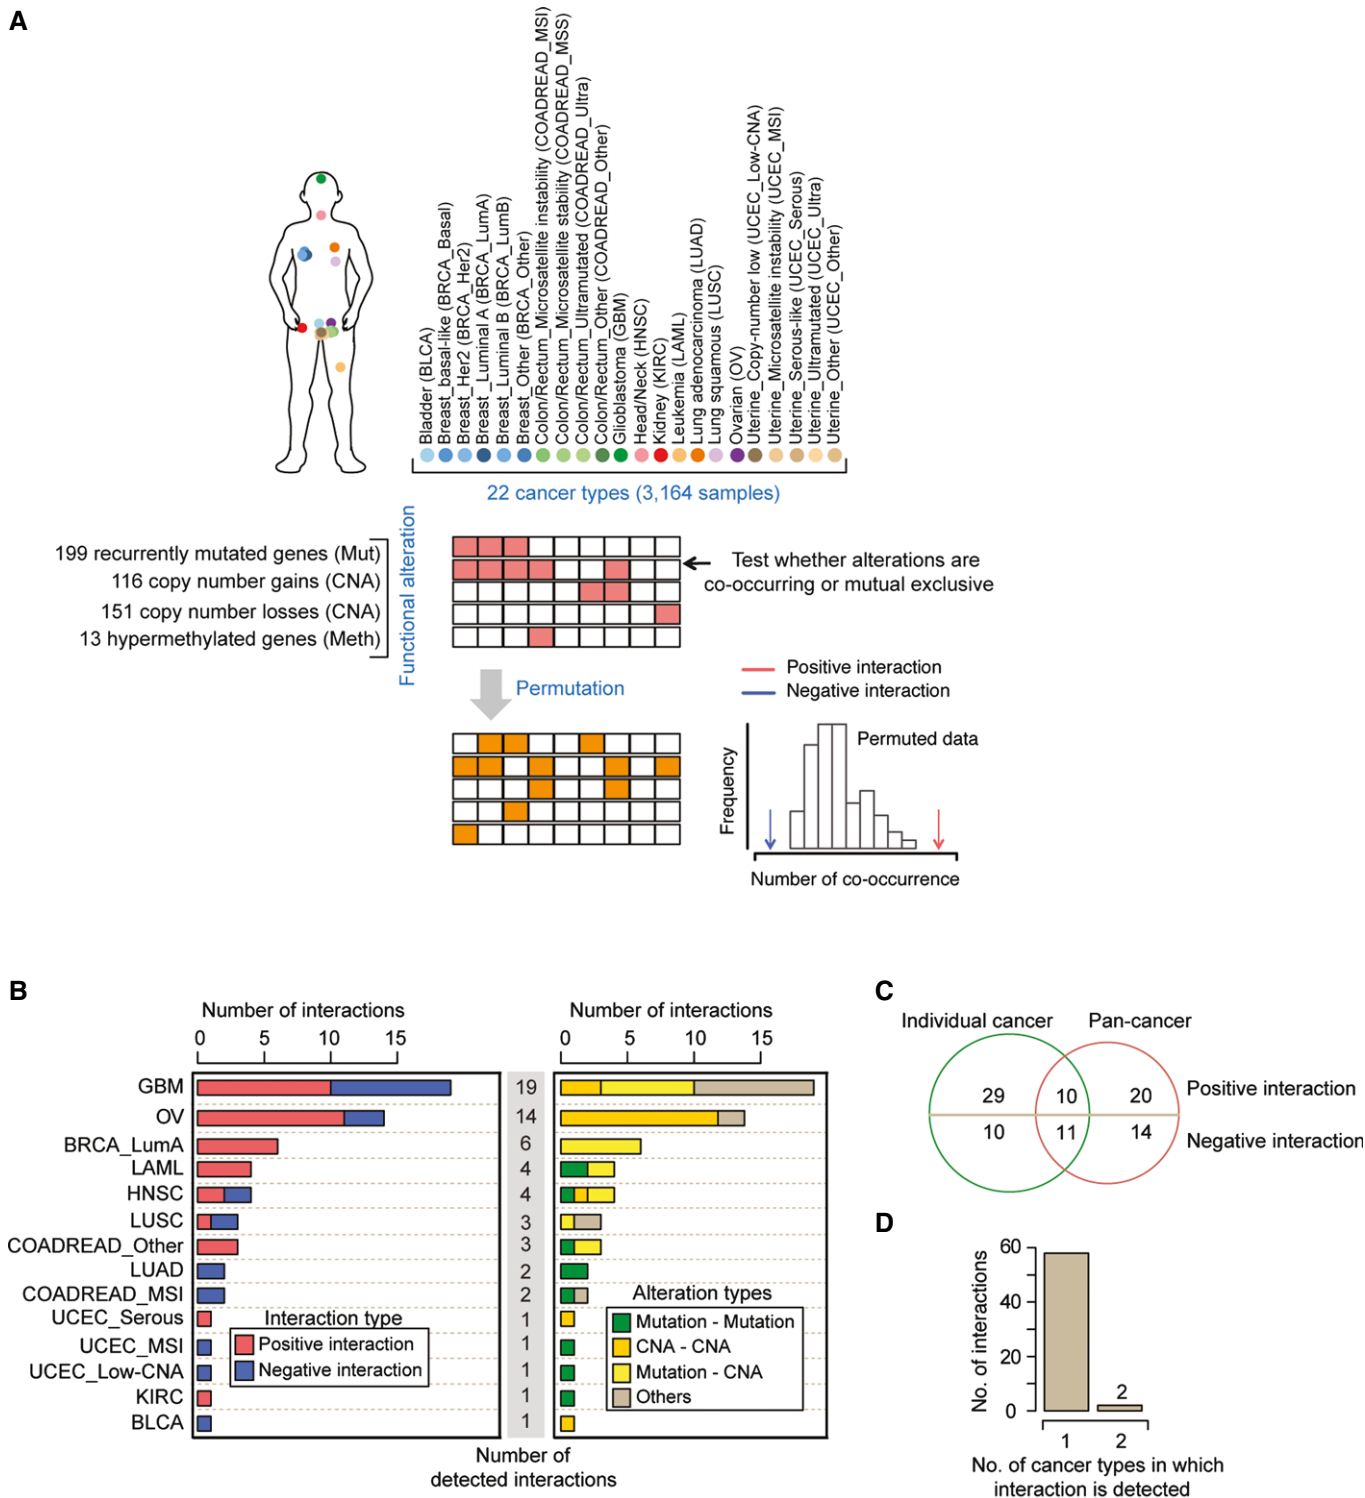 A
Bladder (BLCA)
Breast_basal-like (BRCA_Basal)
Breast_Her2 (BRCA_Her2)
Breast_Luminal A (BRCA_LumA)
Breast_Luminal B (BRCA_LumB)
Breast_Other (BRCA_Other)
Colon/Rectum_Microsatellite instability (COADREAD_MSI)
Colon/Rectum_Microsatellite stability (COADREAD_MSS)
Colon/Rectum_Ultramutated (COADREAD_Ultra)
Colon/Rectum_Other (COADREAD_Other)
Glioblastoma (GBM)
Head/Neck (HNSC)
Kidney (KIRC)
Leukemia (LAML)
Lung adenocarcinoma (LUAD)
Lung squamous (LUSC)
Ovarian (OV)
Uterine_Copy-number low (UCEC_Low-CNA)
Uterine_Microsatellite instability (UCEC_MSI)
Uterine_Serous-like (UCEC_Serous)
Uterine_Ultramutated (UCEC_Ultra)
Uterine_Other (UCEC_Other)
22 cancer types (3,164 samples)
199 recurrently mutated genes (Mut)
116 copy number gains (CNA)
151 copy number losses (CNA)
13 hypermethylated genes (Meth)
Functional alteration
Test whether alterations are
co-occurring or mutual exclusive
Permutation
Positive interaction
Negative interaction
Permuted data
Frequency
Number of co-occurrence
B
Number of interactions
0 5 10 15
Number of interactions
0 5 10 15
GBM 19
OV 14
BRCA_LumA 6
LAML 4
HNSC 4
LUSC 3
COADREAD_Other 3
LUAD 2
COADREAD_MSI 2
UCEC_Serous 1
UCEC_MSI 1
UCEC_Low-CNA 1
KIRC 1
BLCA 1
Interaction type
Positive interaction
Negative interaction
Alteration types
Mutation - Mutation
CNA - CNA
Mutation - CNA
Others
Number of
detected interactions
C
Individual cancer Pan-cancer
29 10 20 Positive interaction
10 11 14 Negative interaction
D
No. of interactions
60
40
20
0
2
1 2
No. of cancer types in which
interaction is detected